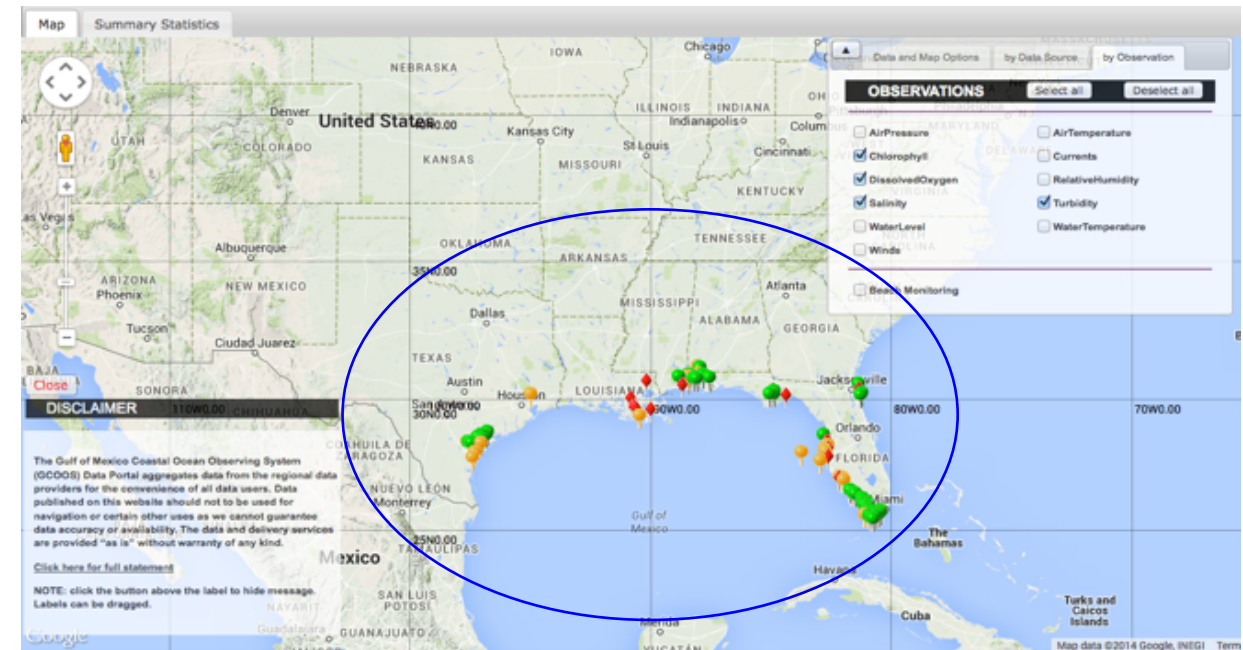 Map Summary Statistics
Data and Map Options by Data Source by Observation
OBSERVATIONS Select all Deselect all
AirPressure AirTemperature
Chlorophyll Currents
DissolvedOxygen RelativeHumidity
Salinity Turbidity
WaterLevel WaterTemperature
Winds
Beach Monitoring
Chicago
IOWA
NEBRASKA
ILLINOIS INDIANA
Denver
United States
Indianapolis
Kansas City
UTAH
COLORADO
St Louis
Cincinnati
KANSAS
MISSOURI
KENTUCKY
MARYLAND
VIRGINIA
Albuquerque
OKLAHOMA
TENNESSEE
ARKANSAS
35N0.00
ARIZONA
Phoenix
NEW MEXICO
Atlanta
MISSISSIPPI
Dallas
ALABAMA
GEORGIA
Tucson
Ciudad Juarez
TEXAS
BAJA
Close
SONORA
Austin
Houston
LOUISIANA
Jacksonville
DISCLAIMER
110W0.00
CHIHUAHUA
30N0.00
90W0.00
80W0.00
70W0.00
Orlando
FLORIDA
COAHUILA DE
ZARAGOZA
The Gulf of Mexico Coastal Ocean Observing System
(GCOOS) Data Portal aggregates data from the regional data
providers for the convenience of all data users. Data
published on this website should not to be used for
navigation or certain other uses as we cannot guarantee
data accuracy or availability. The data and delivery services
are provided "as is" without warranty of any kind.
Click here for full statement
NOTE: click the button above the label to hide message.
Labels can be dragged.
NUEVO LEÓN
Monterrey
Miami
Gulf of
Mexico
The
Bahamas
25N0.00
TAMAULIPAS
Mexico
Havana
SAN LUIS
POTOSI
NAYARIT
Cuba
Turks and
Caicos
Islands
Merida
Google
Guadalajara
GUANAJUATO
YUCATÁN
Map data ©2014 Google, INEGI Term